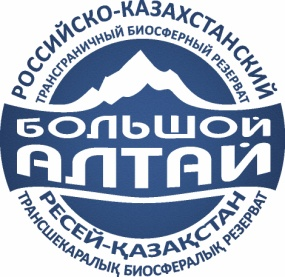 РОССИЙСКО-КАЗАХСТАНСКИЙ
ТРАНСГРАНИЧНЫЙ БИОСФЕРНЫЙ РЕЗЕРВАТ
БОЛЬШОЙ
АЛТАЙ
РЕСЕЙ-ҚАЗАҚСТАН
ТРАНСШЕКАРАЛЫҚ БИОСФЕРАЛЫҚ РЕЗЕРВАТ